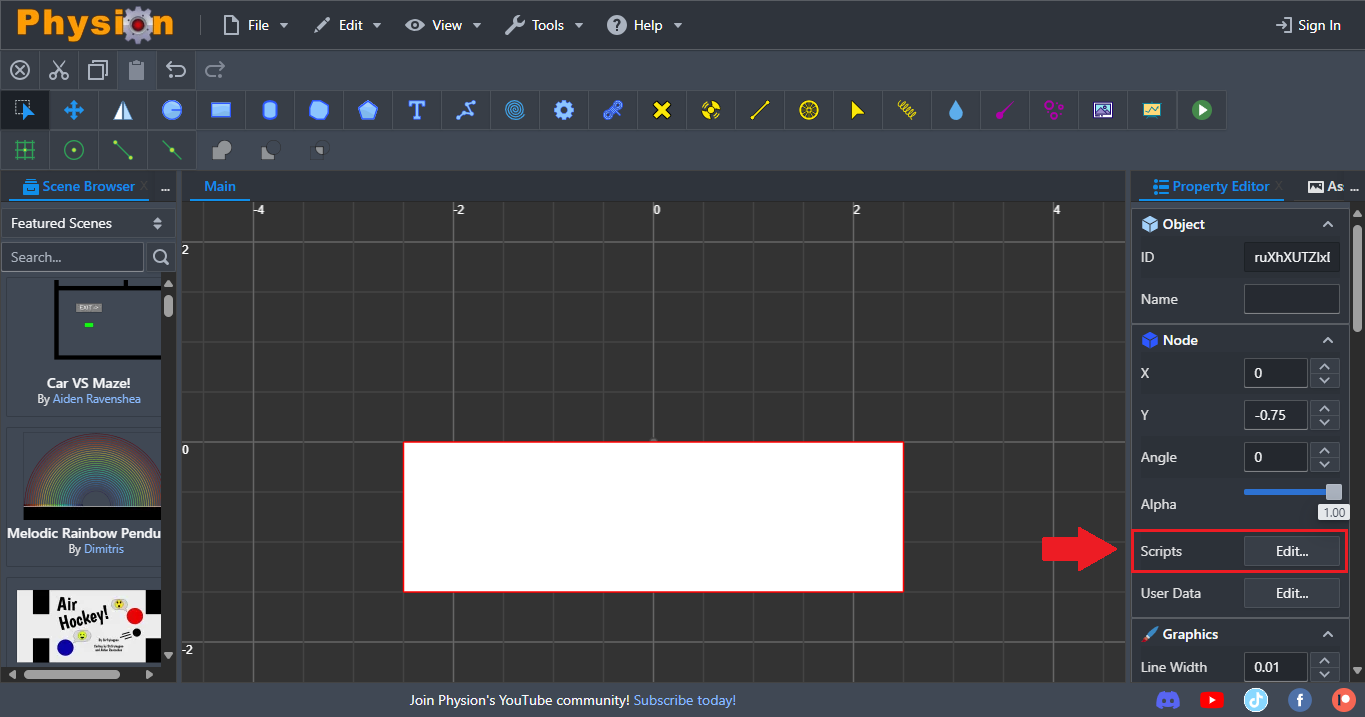 Physion
File
Edit
View
Tools
Help
Sign In
Scene Browser
...
Main
Property Editor
As ...
Featured Scenes
Search...
-4
-2
0
2
4
2
0
-2
EXIT ->
Car VS Maze!
By Aiden Ravenshea
Melodic Rainbow Pendu
By Dimitris
Air
Hockey!
Object
ID
ruXhXUTZIxI
Name
Node
X
0
Y
-0.75
Angle
0
Alpha
1.00
Scripts
Edit...
User Data
Edit...
Graphics
Line Width
0.01
Join Physion's YouTube community! Subscribe today!